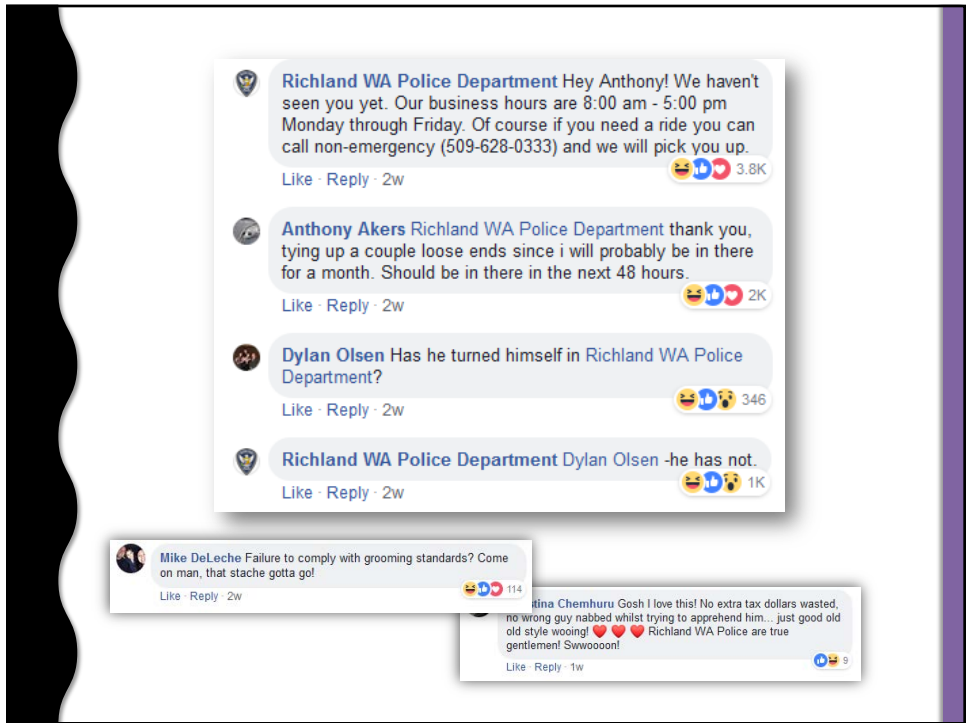 Richland WA Police Department Hey Anthony! We haven't
seen you yet. Our business hours are 8:00 am - 5:00 pm
Monday through Friday. Of course if you need a ride you can
call non-emergency (509-628-0333) and we will pick you up.
3.8K
Like · Reply · 2w
Anthony Akers Richland WA Police Department thank you,
tying up a couple loose ends since i will probably be in there
for a month. Should be in there in the next 48 hours.
2K
Like · Reply · 2w
Dylan Olsen Has he turned himself in Richland WA Police
Department?
346
Like · Reply · 2w
Richland WA Police Department Dylan Olsen -he has not.
1K
Like · Reply · 2w
Mike DeLeche Failure to comply with grooming standards? Come
on man, that stache gotta go!
114
Like · Reply · 2w
tina Chemhuru Gosh I love this! No extra tax dollars wasted,
no wrong guy nabbed whilst trying to apprehend him... just good old
old style wooing! ❤ ❤ ❤ Richland WA Police are true
gentlemen! Swwoooon!
9
Like · Reply · 1w